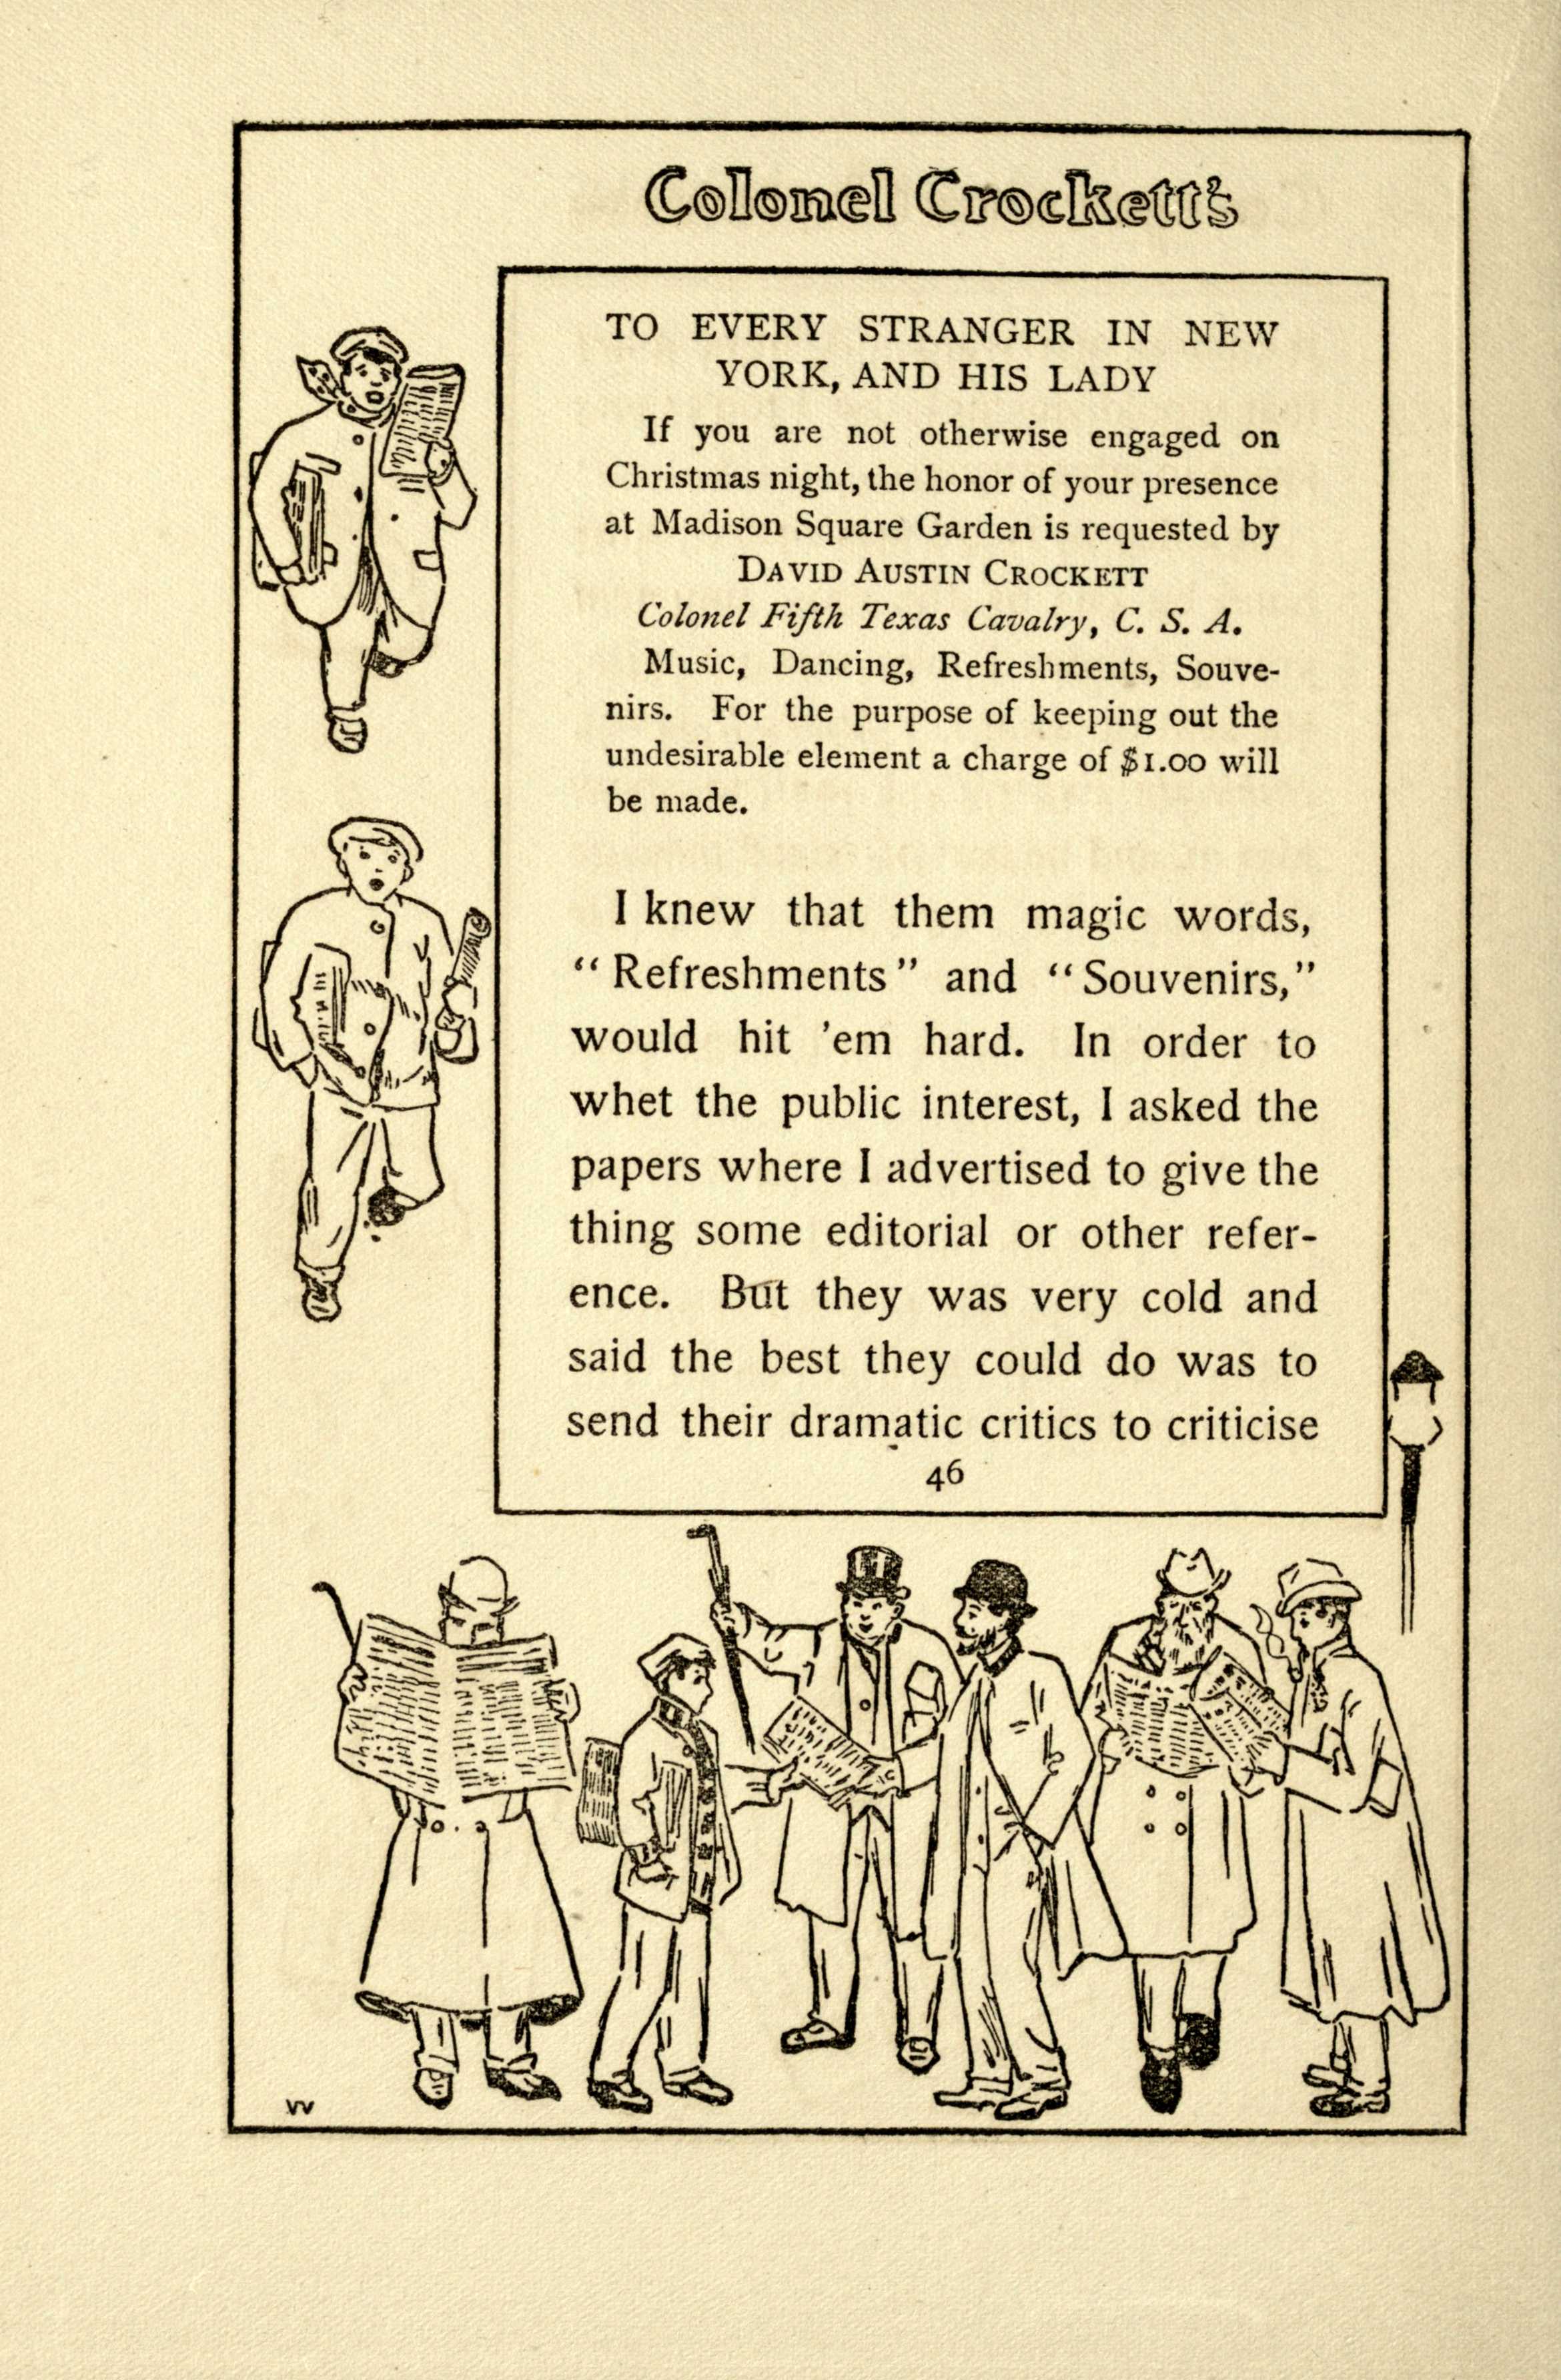 Colonel Crockett's
TO EVERY STRANGER IN NEW
YORK, AND HIS LADY
If you are not otherwise engaged on
Christmas night, the honor of your presence
at Madison Square Garden is requested by
DAVID AUSTIN CROCKETT
Colonel Fifth Texas Cavalry, C. S. A.
Music, Dancing, Refreshments, Souve-
nirs. For the purpose of keeping out the
undesirable element a charge of $1.00 will
be made.
I knew that them magic words,
“Refreshments” and “Souvenirs,”
would hit ’em hard. In order to
whet the public interest, I asked the
papers where I advertised to give the
thing some editorial or other refer-
ence. But they was very cold and
said the best they could do was to
send their dramatic critics to criticise
46
W